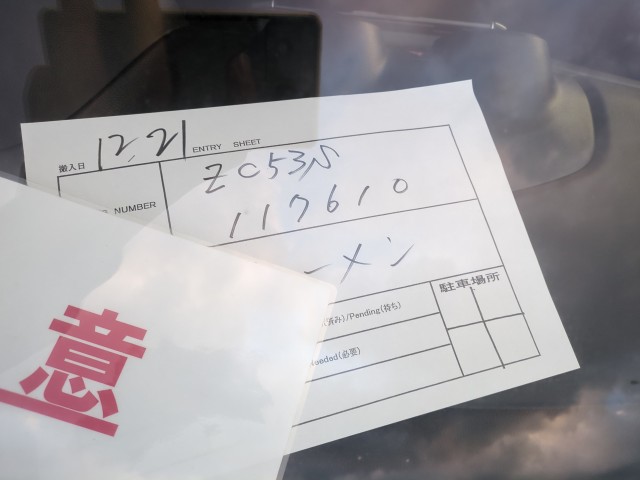 搬入日 12.21 ENTRY SHEET
ZC53S
NUMBER
117610
ーメン
駐車場所
済み)/Pending(待ち)
(必要)
意